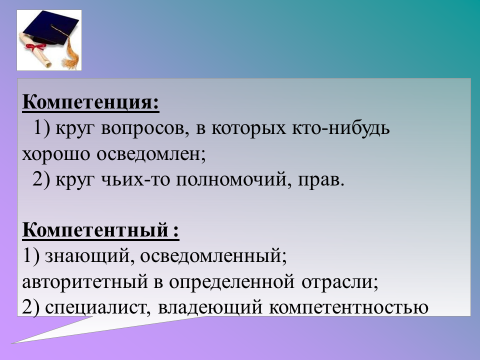 Компетенция:
1) круг вопросов, в которых кто-нибудь
хорошо осведомлен;
2) круг чьих-то полномочий, прав.
Компетентный :
1) знающий, осведомленный;
авторитетный в определенной отрасли;
2) специалист, владеющий компетентностью